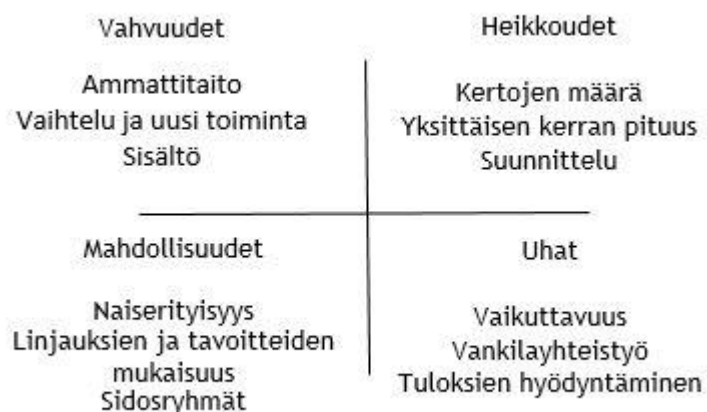 Vahvuudet
Ammattitaito
Vaihtelu ja uusi toiminta
Sisältö
Heikkoudet
Kertojen määrä
Yksittäisen kerran pituus
Suunnittelu
Mahdollisuudet
Naiserityisyys
Linjauksien ja tavoitteiden
mukaisuus
Sidosryhmät
Uhat
Vaikuttavuus
Vankilayhteistyö
Tuloksien hyödyntäminen